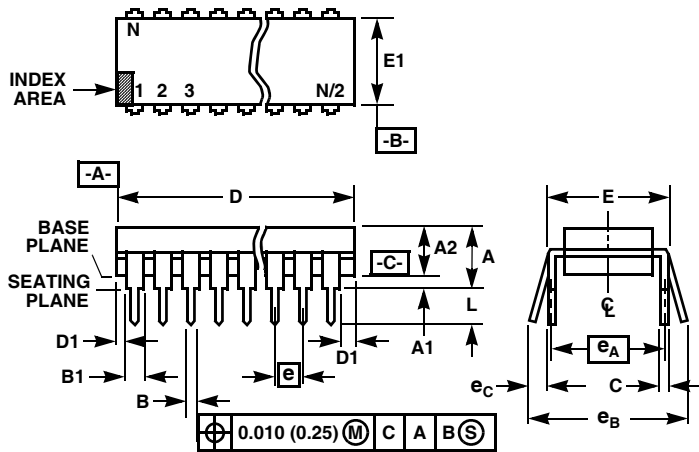 N
E1
INDEX
AREA
1 2 3 N/2
-B-
-A-
D
E
BASE
PLANE
A2
A
-C-
SEATING
PLANE
L
C
L
D1
A1
D1
e
eA
B1
B
eC
C
eB
0.010 (0.25) M C A B S